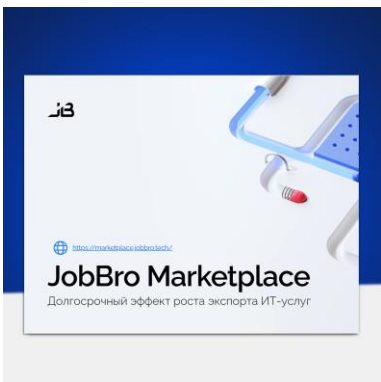 JB
https://marketplace.jobbro.tech/
JobBro Marketplace
Долгосрочный эффект роста экспорта ИТ-услуг